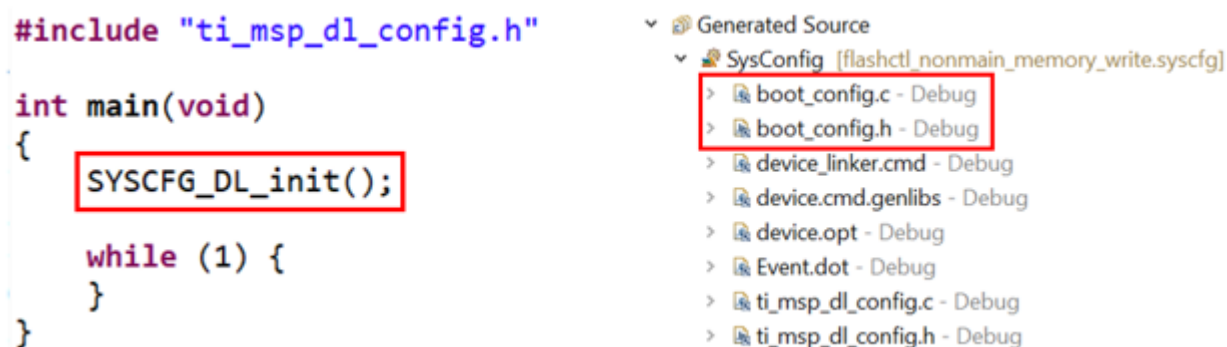 #include "ti_msp_dl_config.h"
int main(void)
{
SYSCFG_DL_init();
while (1) {
}
}
Generated Source
SysConfig [flashctl_nonmain_memory_write.syscfg]
boot_config.c - Debug
boot_config.h - Debug
device_linker.cmd - Debug
device.cmd.genlibs - Debug
device.opt - Debug
Event.dot - Debug
ti_msp_dl_config.c - Debug
ti_msp_dl_config.h - Debug